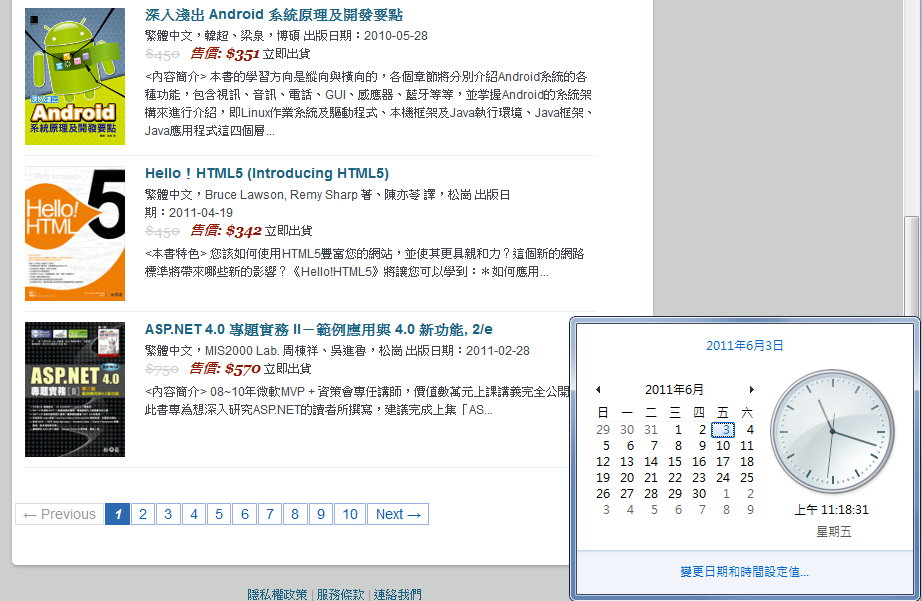 深入淺出 Android 系統原理及開發要點
繁體中文，韓超、梁泉，博碩 出版日期：2010-05-28
$450 售價: $351 立即出貨
<內容簡介> 本書的學習方向是縱向與橫向的，各個章節將分別介紹Android系統的各
種功能，包含視訊、音訊、電話、GUI、感應器、藍牙等等，並掌握Android的系統架
構來進行介紹，即Linux作業系統及驅動程式、本機框架及Java執行環境、Java框架、
Java應用程式這四個層...
深入淺出
Android
系統原理及開發要點
Hello！HTML5 (Introducing HTML5)
繁體中文，Bruce Lawson, Remy Sharp 著、陳亦苓 譯，松崗 出版日
期：2011-04-19
$450 售價: $342 立即出貨
<本書特色> 您該如何使用HTML5豐富您的網站，並使其更具親和力？這個新的網路
標準將帶來哪些新的影響？《Hello!HTML5》將讓您可以學到：＊如何應用...
Hello!
HTML
5
ASP.NET 4.0 專題實務 II－範例應用與 4.0 新功能, 2/e
繁體中文，MIS2000 Lab. 周棟祥、吳進魯，松崗 出版日期：2011-02-28
$750 售價: $570 立即出貨
<內容簡介> 08~10年微軟MVP + 資策會專任講師，價值數萬元上課講義完全公開
此書專為想深入研究ASP.NET的讀者所撰寫，建議完成上集「AS...
ASP.NET 4.0
專題實務
← Previous 1 2 3 4 5 6 7 8 9 10 Next →
隱私權政策 | 服務條款 | 連絡我們
2011年6月3日
2011年6月
日 一 二 三 四 五 六
29 30 31 1 2 3 4
5 6 7 8 9 10 11
12 13 14 15 16 17 18
19 20 21 22 23 24 25
26 27 28 29 30 1 2
3 4 5 6 7 8 9
上午 11:18:31
星期五
變更日期和時間設定值...